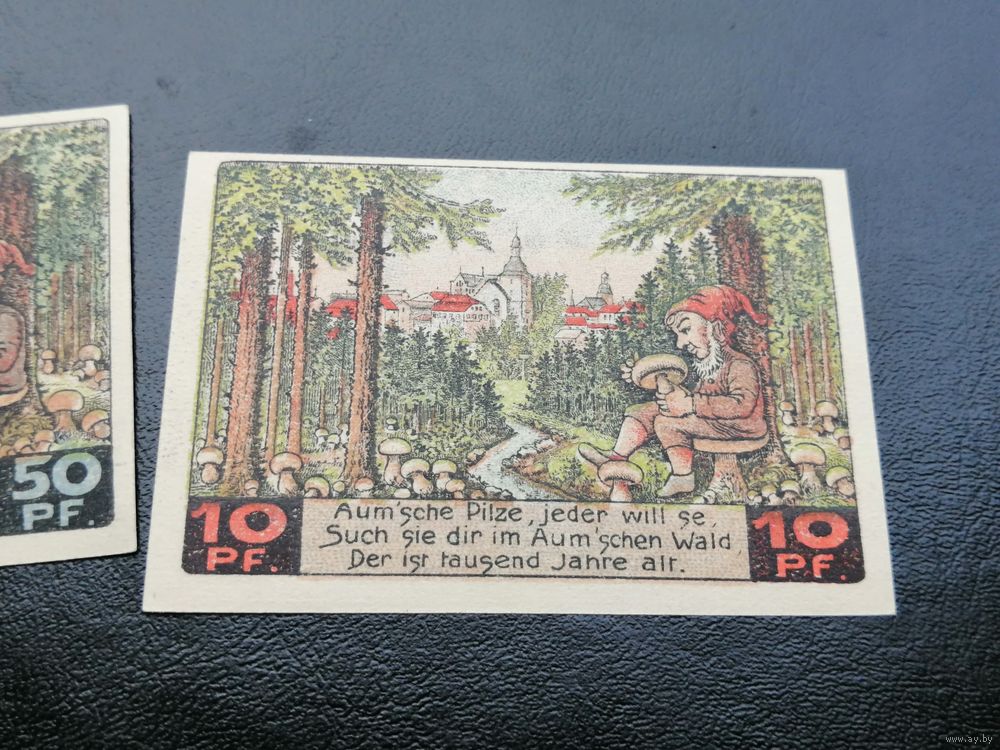 50
PF.
Aum'sche Pilze, jeder will se,
Such sie dir im Aum'schen Wald,
Der ist tausend Jahre alt.
10
PF.
10
PF.
www.ay.by